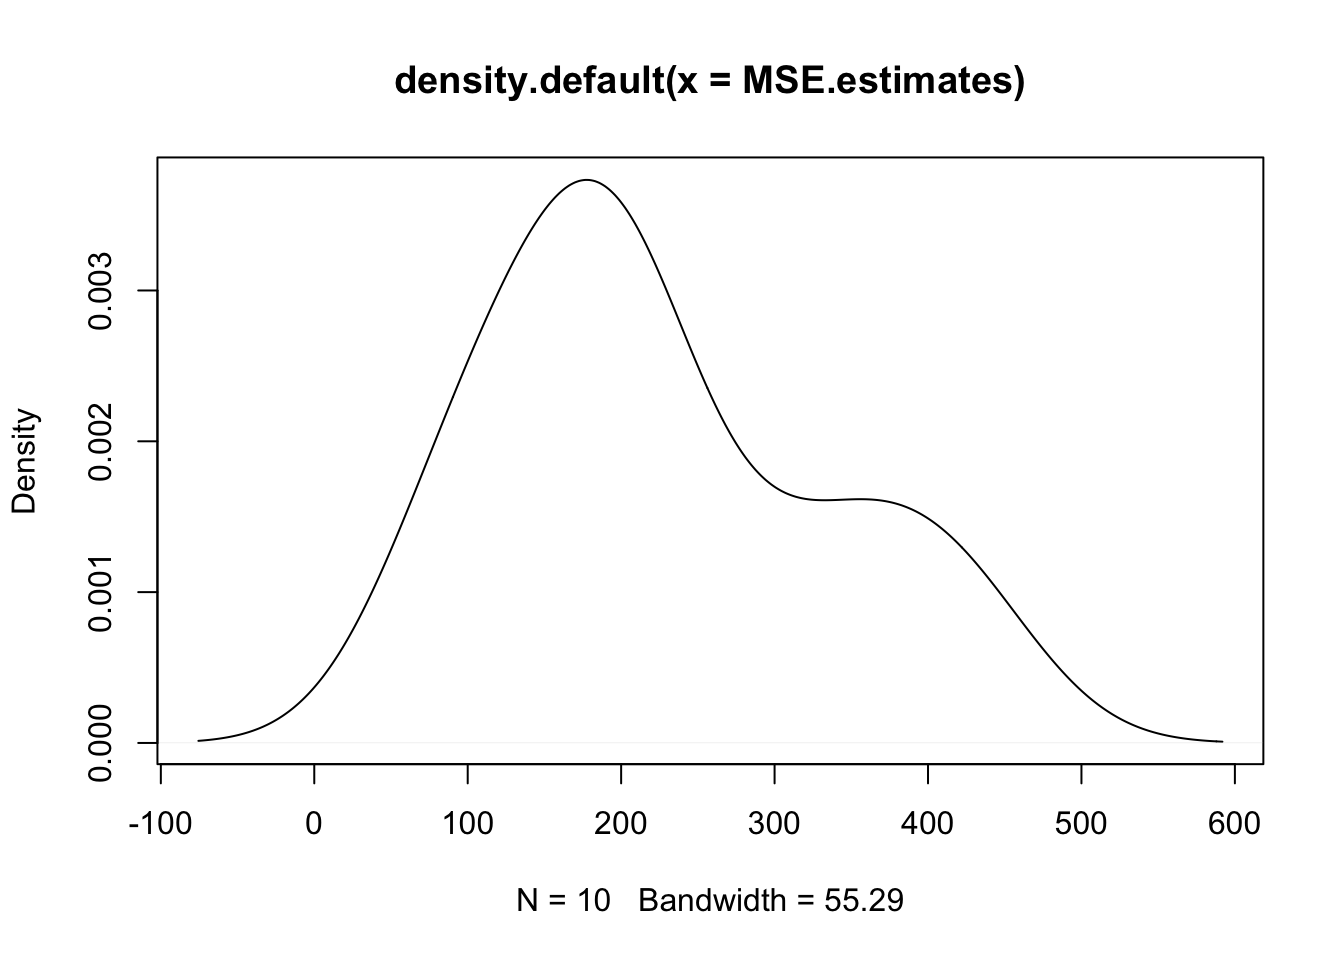 density.default(x = MSE.estimates)
Density
0.003
0.002
0.001
0.000
-100 0 100 200 300 400 500 600
N = 10 Bandwidth = 55.29